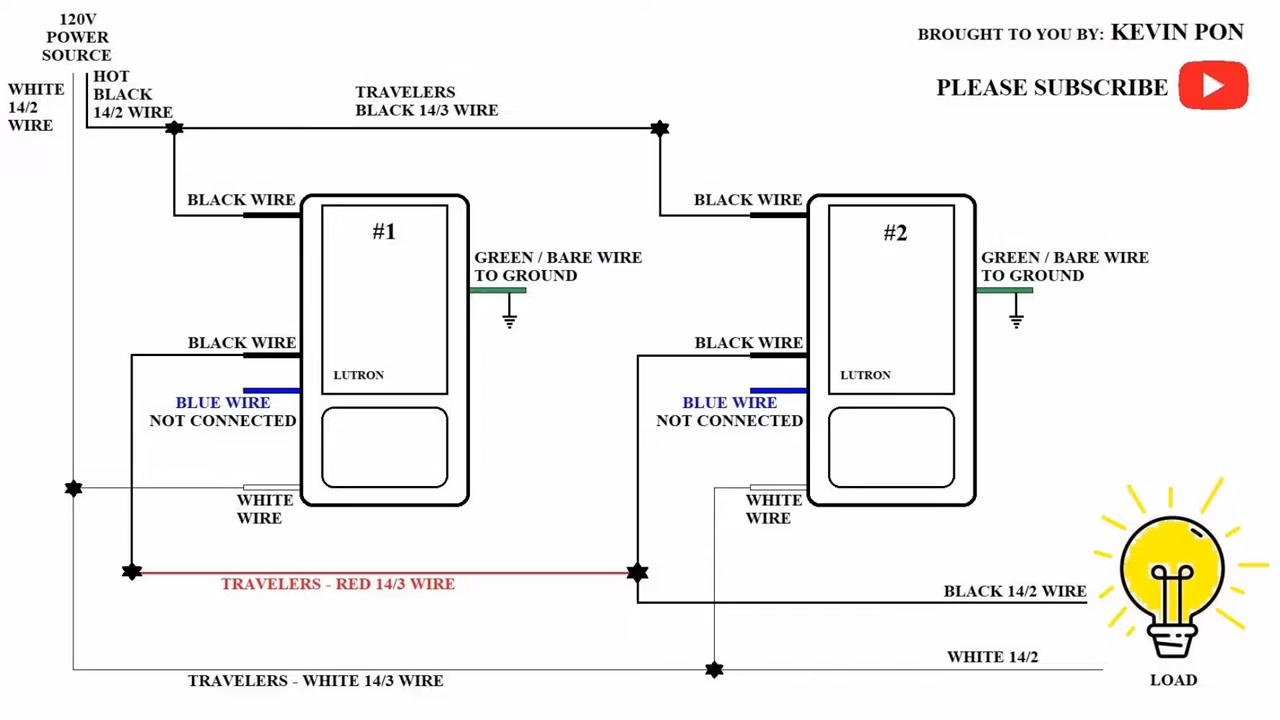 120V
POWER
SOURCE
BROUGHT TO YOU BY: KEVIN PON
PLEASE SUBSCRIBE
WHITE
14/2
WIRE
HOT
BLACK
14/2 WIRE
TRAVELERS
BLACK 14/3 WIRE
BLACK WIRE
#1
GREEN / BARE WIRE
TO GROUND
BLACK WIRE
LUTRON
BLUE WIRE
NOT CONNECTED
WHITE
WIRE
BLACK WIRE
#2
GREEN / BARE WIRE
TO GROUND
BLACK WIRE
LUTRON
BLUE WIRE
NOT CONNECTED
WHITE
WIRE
TRAVELERS - RED 14/3 WIRE
BLACK 14/2 WIRE
WHITE 14/2
TRAVELERS - WHITE 14/3 WIRE
LOAD